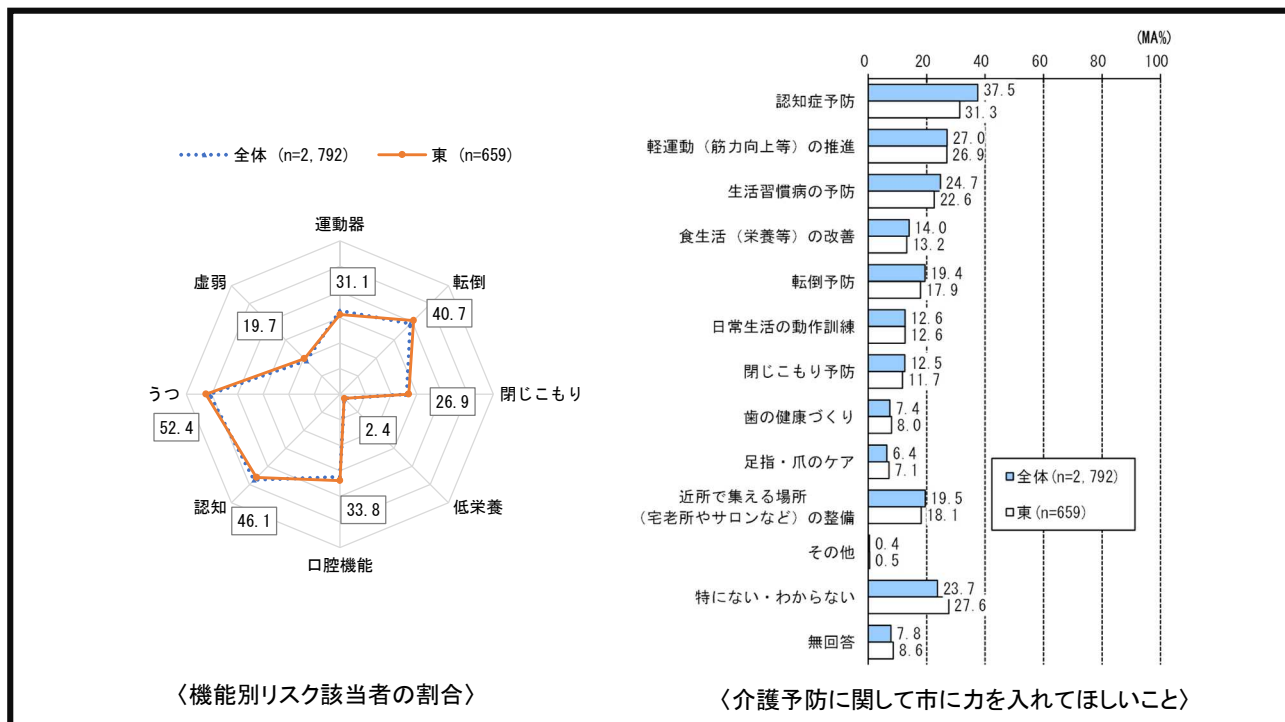 全体 (n=2,792) 東 (n=659)
運動器
転倒
閉じこもり
低栄養
口腔機能
認知
うつ
虚弱
31.1
40.7
26.9
2.4
33.8
46.1
52.4
19.7
〈機能別リスク該当者の割合〉
(MA%)
0 20 40 60 80 100
認知症予防 37.5
31.3
軽運動（筋力向上等）の推進 27.0
26.9
生活習慣病の予防 24.7
22.6
食生活（栄養等）の改善 14.0
13.2
転倒予防 19.4
17.9
日常生活の動作訓練 12.6
12.6
閉じこもり予防 12.5
11.7
歯の健康づくり 7.4
8.0
足指・爪のケア 6.4
7.1
近所で集える場所
（宅老所やサロンなど）の整備 19.5
18.1
その他 0.4
0.5
特にない・わからない 23.7
27.6
無回答 7.8
8.6
全体(n=2,792)
東(n=659)
〈介護予防に関して市に力を入れてほしいこと〉